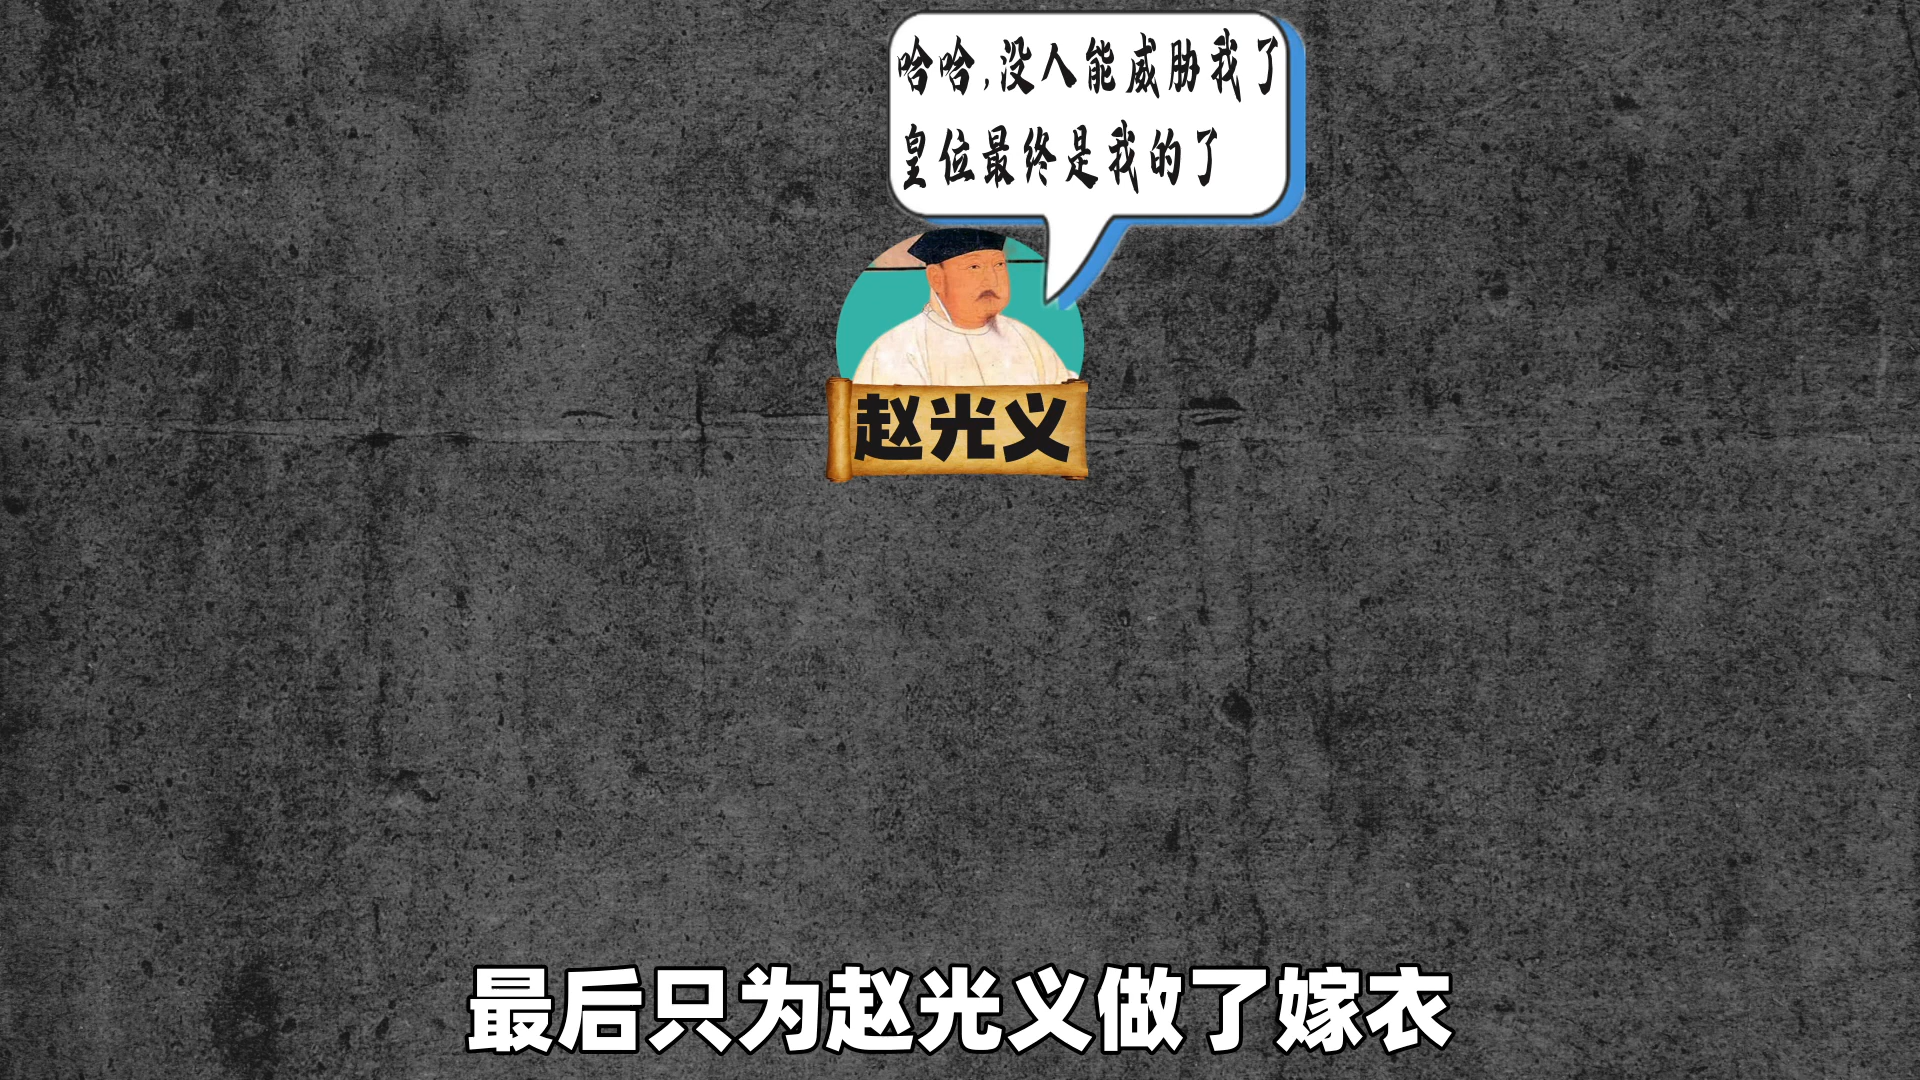 哈哈,没人能威胁我了
皇位最终是我的了
赵光义
最后只为赵光义做了嫁衣